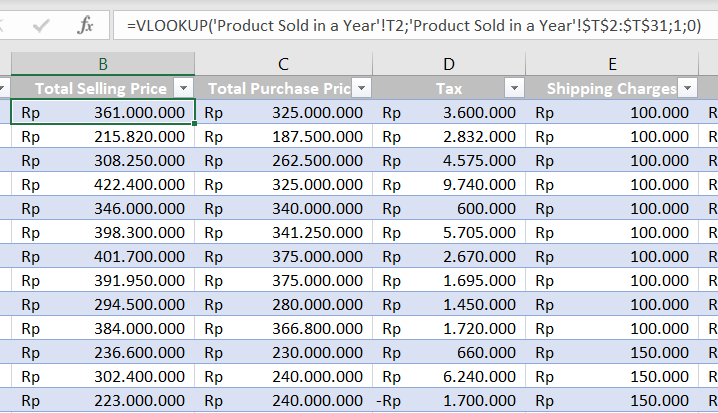 fx =VLOOKUP('Product Sold in a Year'!T2;'Product Sold in a Year'!$T$2:$T$31;1;0)
B C D E
Total Selling Price Total Purchase Pric Tax Shipping Charges
Rp 361.000.000 Rp 325.000.000 Rp 3.600.000 Rp 100.000 R
Rp 215.820.000 Rp 187.500.000 Rp 2.832.000 Rp 100.000 R
Rp 308.250.000 Rp 262.500.000 Rp 4.575.000 Rp 100.000 R
Rp 422.400.000 Rp 325.000.000 Rp 9.740.000 Rp 100.000 R
Rp 346.000.000 Rp 340.000.000 Rp 600.000 Rp 100.000 R
Rp 398.300.000 Rp 341.250.000 Rp 5.705.000 Rp 100.000 R
Rp 401.700.000 Rp 375.000.000 Rp 2.670.000 Rp 100.000 R
Rp 391.950.000 Rp 375.000.000 Rp 1.695.000 Rp 100.000 R
Rp 294.500.000 Rp 280.000.000 Rp 1.450.000 Rp 100.000 R
Rp 384.000.000 Rp 366.800.000 Rp 1.720.000 Rp 100.000 R
Rp 236.600.000 Rp 230.000.000 Rp 660.000 Rp 150.000 R
Rp 302.400.000 Rp 240.000.000 Rp 6.240.000 Rp 150.000 R
Rp 223.000.000 Rp 240.000.000 -Rp 1.700.000 Rp 150.000 R